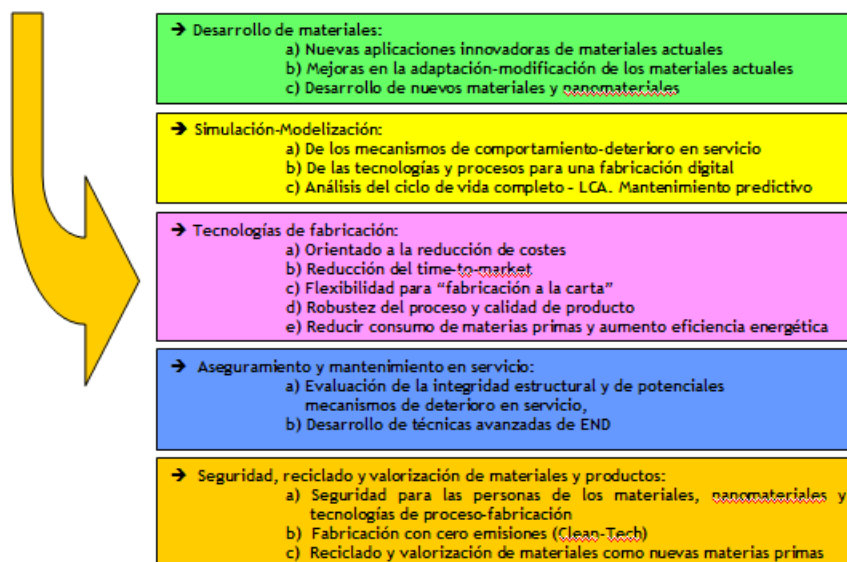 ➔ Desarrollo de materiales:
a) Nuevas aplicaciones innovadoras de materiales actuales
b) Mejoras en la adaptación-modificación de los materiales actuales
c) Desarrollo de nuevos materiales y nanomateriales
➔ Simulación-Modelización:
a) De los mecanismos de comportamiento-deterioro en servicio
b) De las tecnologías y procesos para una fabricación digital
c) Análisis del ciclo de vida completo - LCA. Mantenimiento predictivo
➔ Tecnologías de fabricación:
a) Orientado a la reducción de costes
b) Reducción del time-to-market
c) Flexibilidad para “fabricación a la carta”
d) Robustez del proceso y calidad de producto
e) Reducir consumo de materias primas y aumento eficiencia energética
➔ Aseguramiento y mantenimiento en servicio:
a) Evaluación de la integridad estructural y de potenciales
mecanismos de deterioro en servicio,
b) Desarrollo de técnicas avanzadas de END
➔ Seguridad, reciclado y valorización de materiales y productos:
a) Seguridad para las personas de los materiales, nanomateriales y
tecnologías de proceso-fabricación
b) Fabricación con cero emisiones (Clean-Tech)
c) Reciclado y valorización de materiales como nuevas materias primas